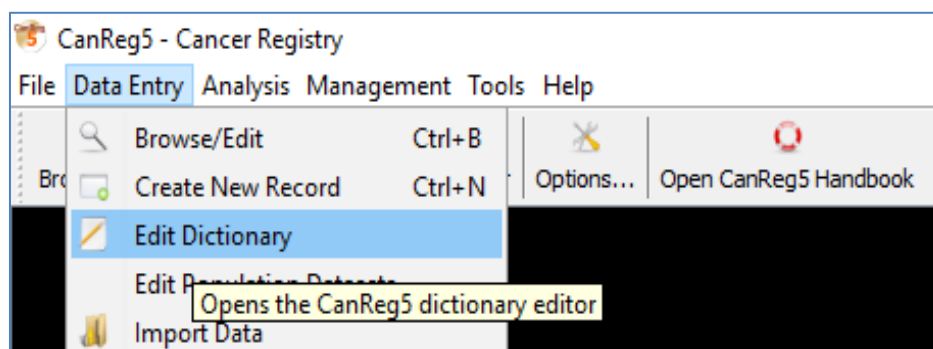 CanReg5 - Cancer Registry
File Data Entry Analysis Management Tools Help
Browse/Edit Ctrl+B
Create New Record Ctrl+N
Options... Open CanReg5 Handbook
Edit Dictionary
Edit
Opens the CanReg5 dictionary editor
Import Data